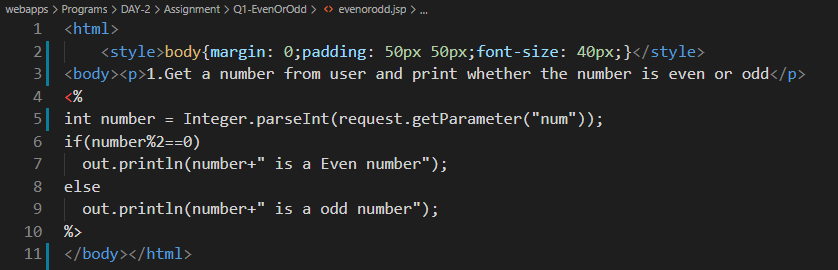 webapps > Programs > DAY-2 > Assignment > Q1-EvenOrOdd > <> evenorodd.jsp > ...
1 <html>
2 <style>body{margin: 0;padding: 50px 50px;font-size: 40px;}</style>
3 <body><p>1.Get a number from user and print whether the number is even or odd</p>
4 <%
5 int number = Integer.parseInt(request.getParameter("num"));
6 if(number%2==0)
7 out.println(number+" is a Even number");
8 else
9 out.println(number+" is a odd number");
10 %>
11 </body></html>